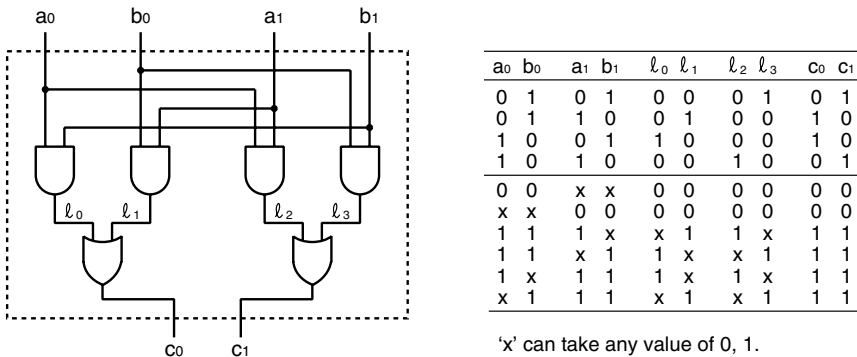 a0 b0 a1 b1
ℓ0 ℓ1 ℓ2 ℓ3
c0 c1
a0 b0 a1 b1 ℓ0 ℓ1 ℓ2 ℓ3 c0 c1
0 1 0 1 0 0 0 1 0 1
0 1 1 0 0 1 0 0 1 0
1 0 0 1 1 0 0 0 1 0
1 0 1 0 0 0 1 0 0 1
0 0 x x 0 0 0 0 0 0
x x 0 0 0 0 0 0 0 0
1 1 1 x x 1 1 x 1 1
1 1 x 1 1 x x 1 1 1
1 x 1 1 1 x 1 x 1 1
x 1 1 1 x 1 x 1 1 1
‘x’ can take any value of 0, 1.